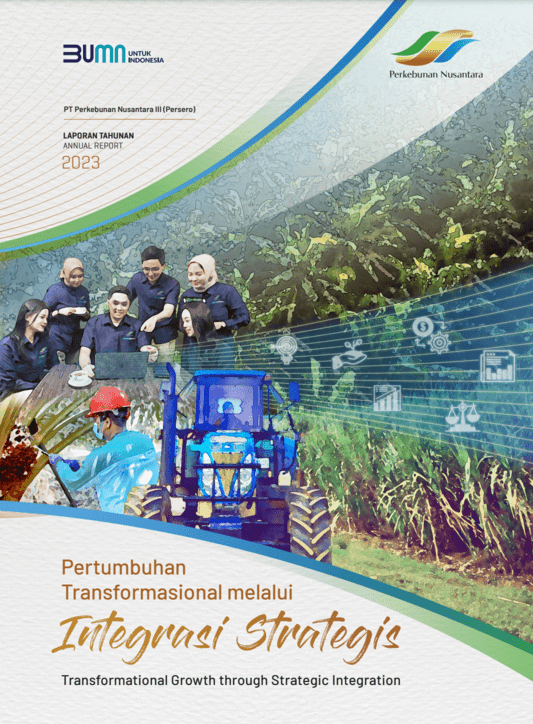 BUMN UNTUK
INDONESIA
Perkebunan Nusantara
PT Perkebunan Nusantara III (Persero)
LAPORAN TAHUNAN
ANNUAL REPORT
2023
Pertumbuhan
Transformasional melalui
Integrasi Strategis
Transformational Growth through Strategic Integration